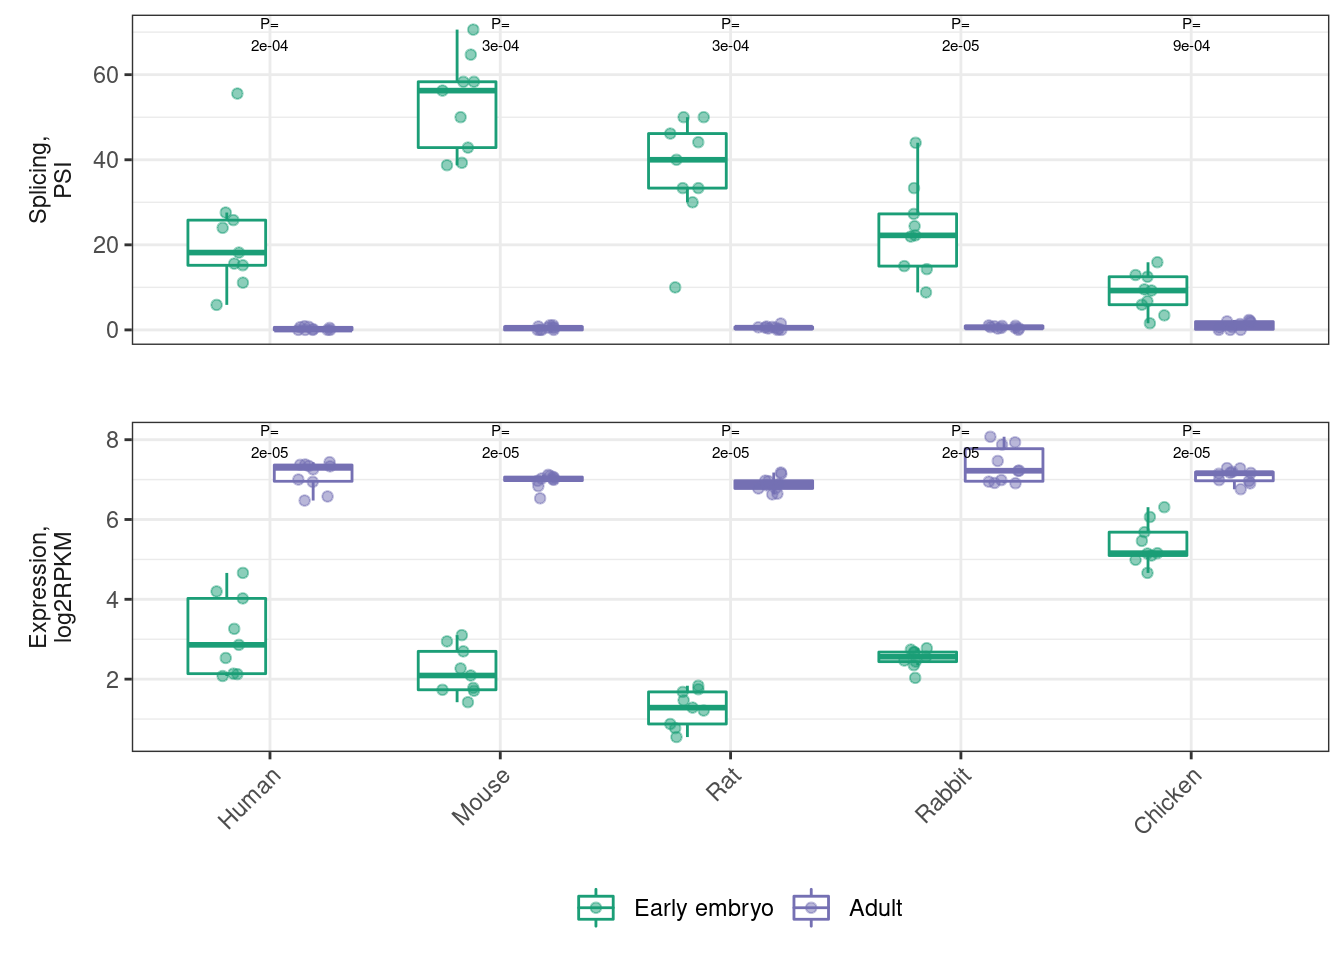 P= P= P= P= P=
2e-04 3e-04 3e-04 2e-05 9e-04
60
40
20
0
Splicing,
PSI
P= P= P= P= P=
2e-05 2e-05 2e-05 2e-05 2e-05
8
6
4
2
Expression,
log2RPKM
Human Mouse Rat Rabbit Chicken
Early embryo Adult